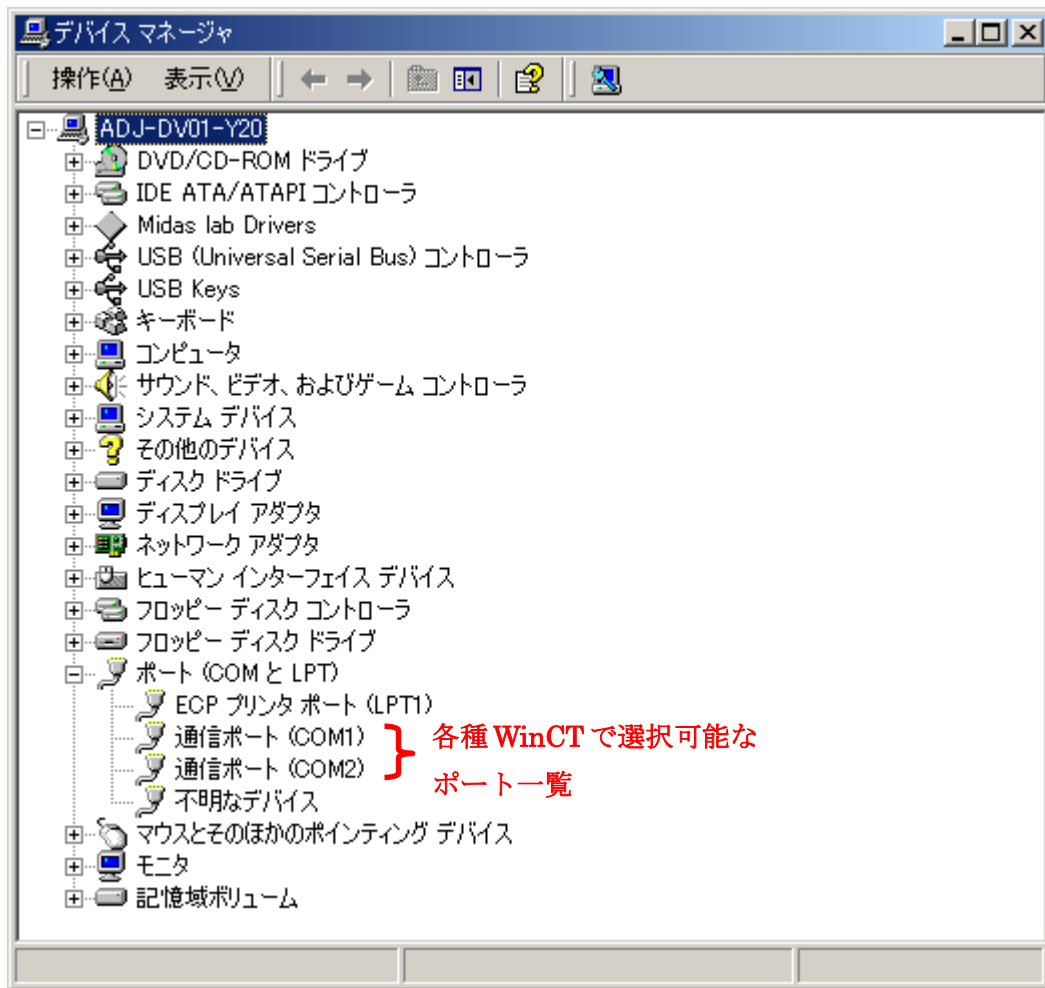 デバイス マネージャ
操作(A) 表示(V)
ADJ-DV01-Y20
DVD/CD-ROM ドライブ
IDE ATA/ATAPI コントローラ
Midas lab Drivers
USB (Universal Serial Bus) コントローラ
USB Keys
キーボード
コンピュータ
サウンド、ビデオ、およびゲーム コントローラ
システム デバイス
その他のデバイス
ディスク ドライブ
ディスプレイ アダプタ
ネットワーク アダプタ
ヒューマン インターフェイス デバイス
フロッピー ディスク コントローラ
フロッピー ディスク ドライブ
ポート (COM と LPT)
ECP プリンタ ポート (LPT1)
通信ポート (COM1)
通信ポート (COM2)
各種 WinCT で選択可能な
ポート一覧
不明なデバイス
マウスとそのほかのポインティング デバイス
モニタ
記憶域ボリューム